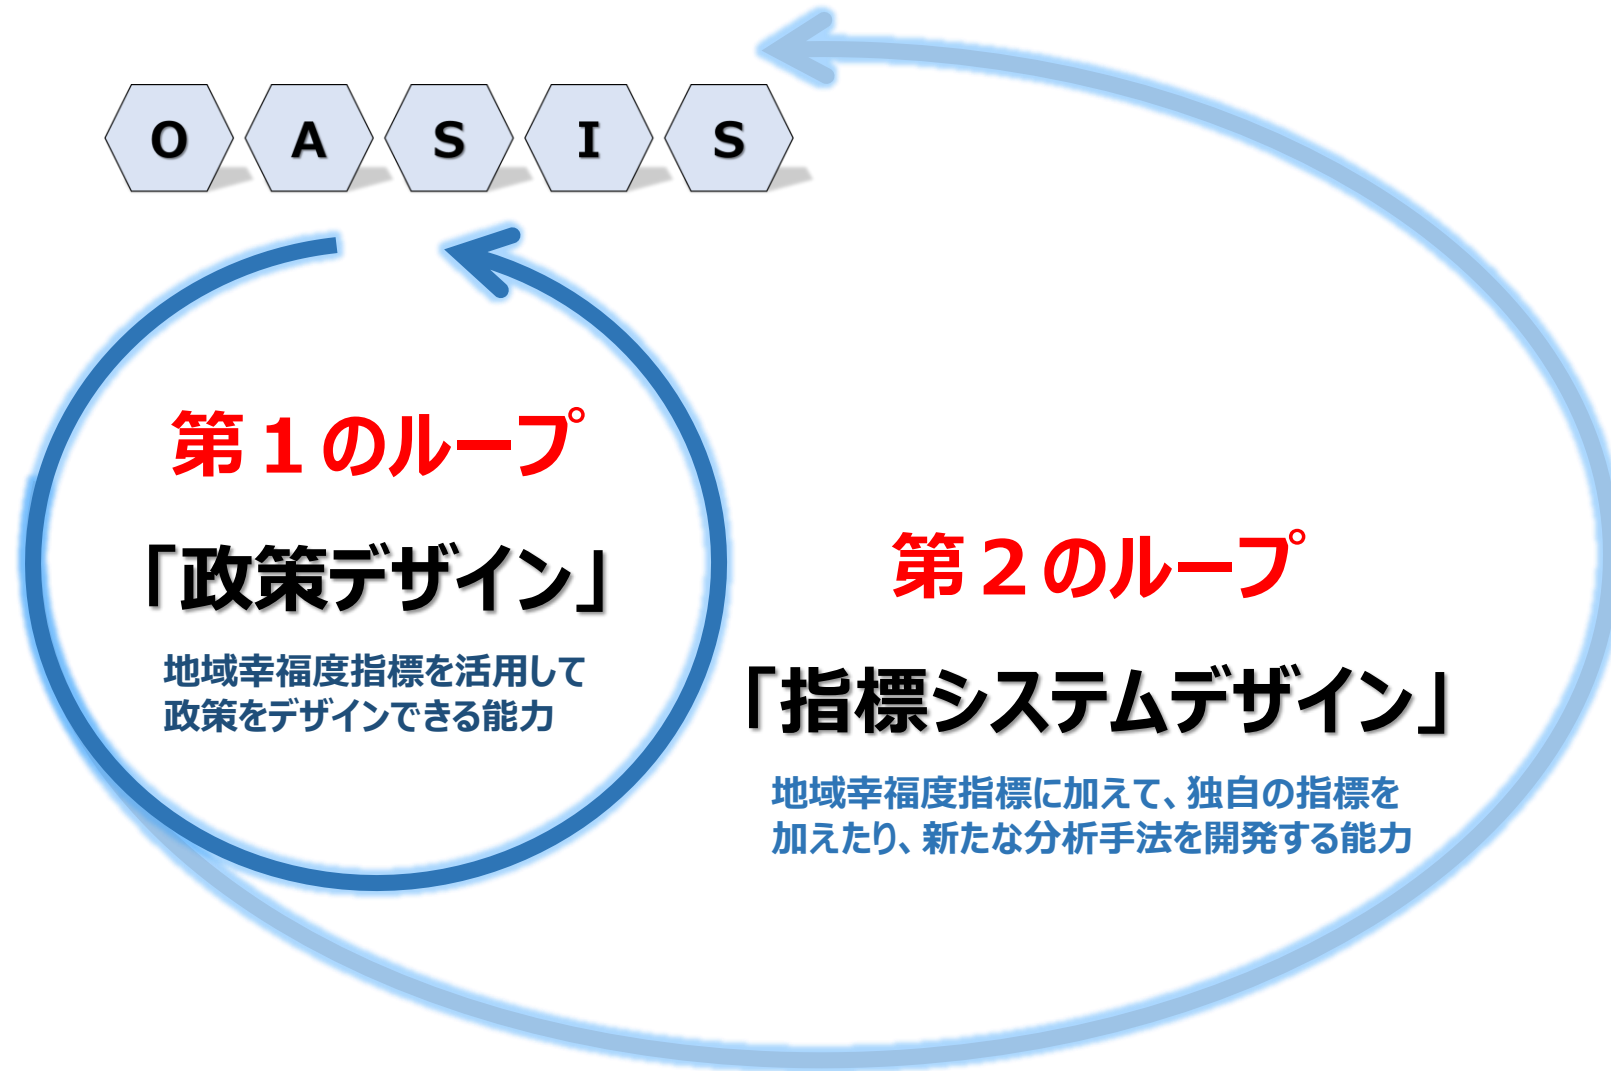 O A S I S
第１のループ
「政策デザイン」
地域幸福度指標を活用して
政策をデザインできる能力
第２のループ
「指標システムデザイン」
地域幸福度指標に加えて、独自の指標を
加えたり、新たな分析手法を開発する能力